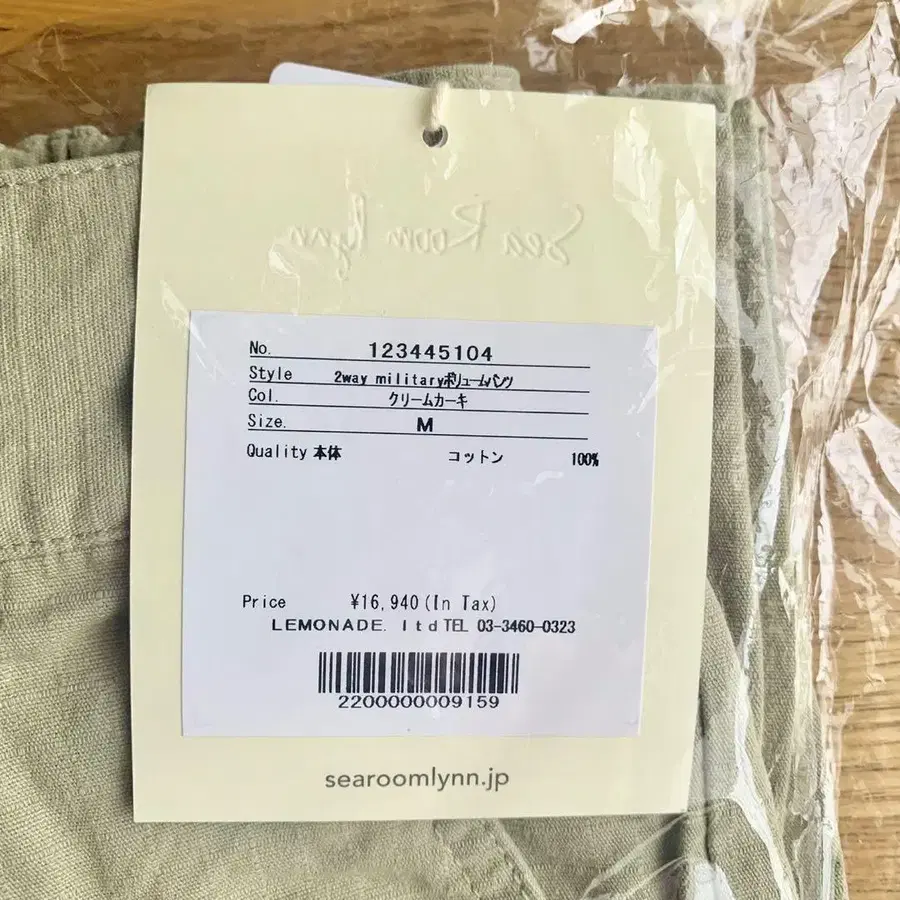 Sea Room lynn
No. 123445104
Style 2way militaryボリュームパンツ
Col. クリームカーキ
Size. M
Quality 本体 コットン 100%
Price ¥16,940(In Tax)
LEMONADE. ltd TEL 03-3460-0323
2200000009159
searoomlynn.jp